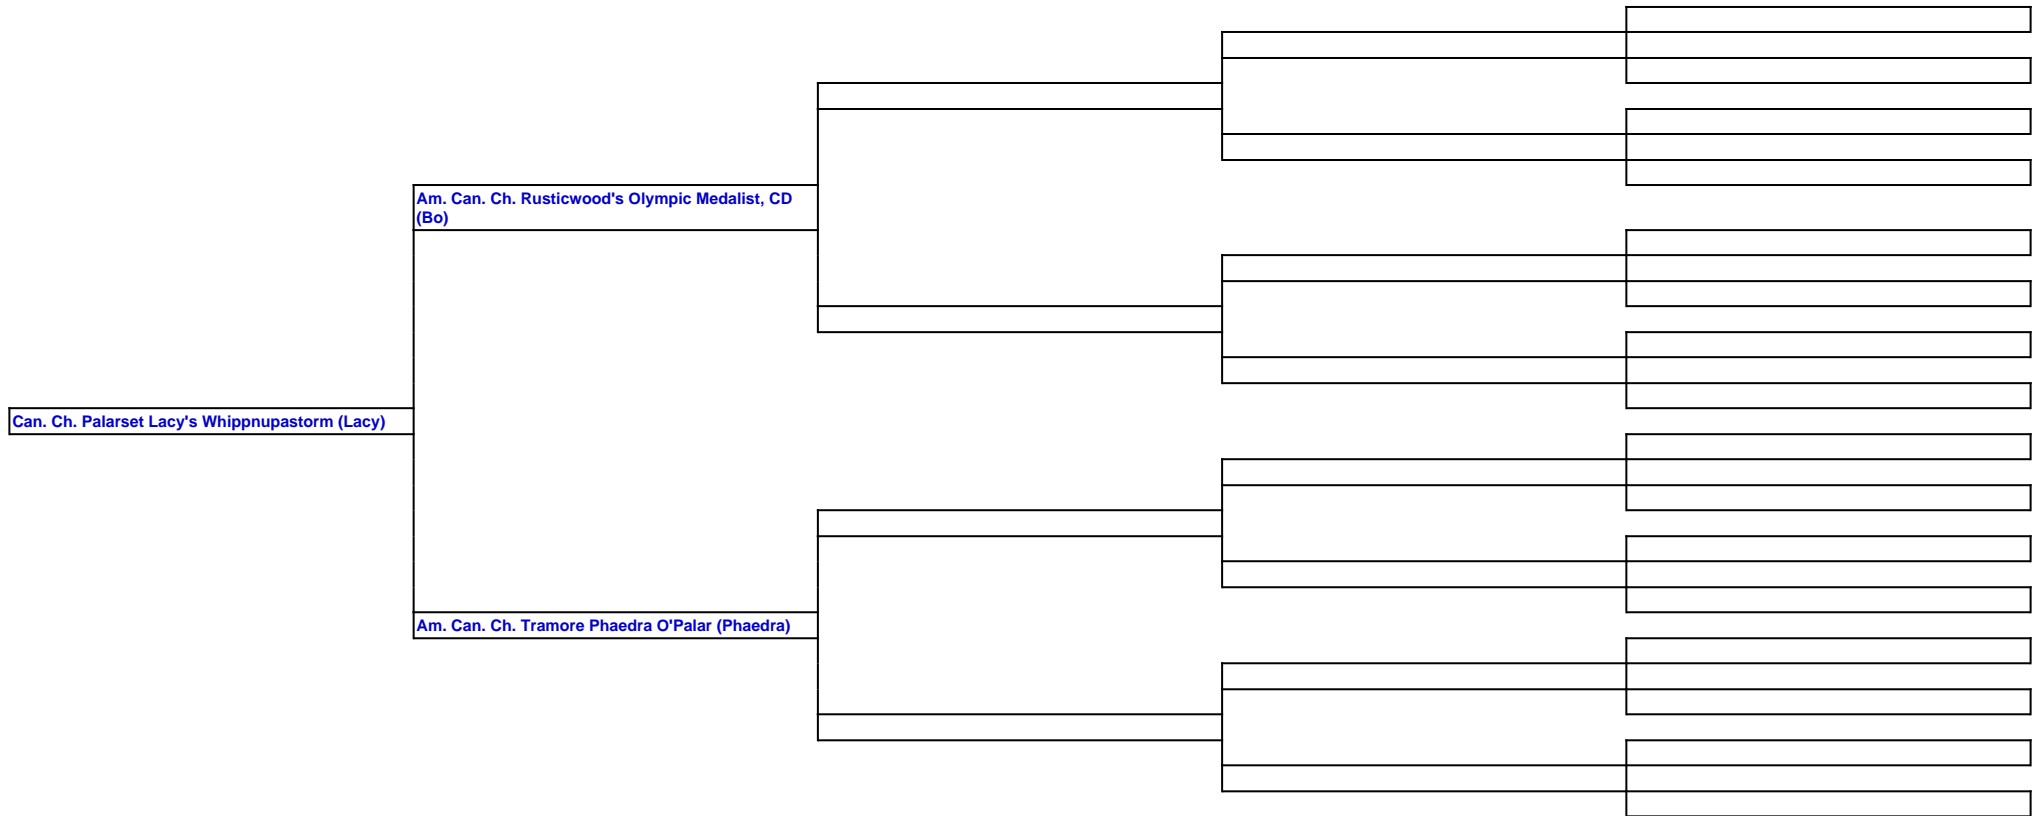 Am. Can. Ch. Rusticwood's Olympic Medalist, CD
(Bo)
Can. Ch. Palarset Lacy's Whippnupastorm (Lacy)
Am. Can. Ch. Tramore Phaedra O'Palar (Phaedra)